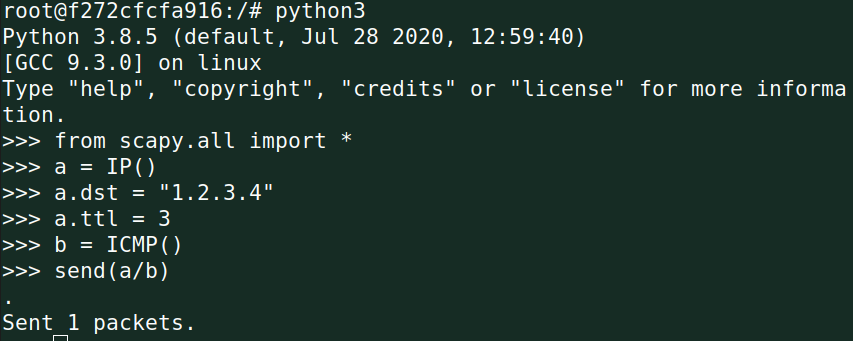 root@f272cfcfa916:/# python3
Python 3.8.5 (default, Jul 28 2020, 12:59:40)
[GCC 9.3.0] on linux
Type "help", "copyright", "credits" or "license" for more informa
tion.
>>> from scapy.all import *
>>> a = IP()
>>> a.dst = "1.2.3.4"
>>> a.ttl = 3
>>> b = ICMP()
>>> send(a/b)
.
Sent 1 packets.